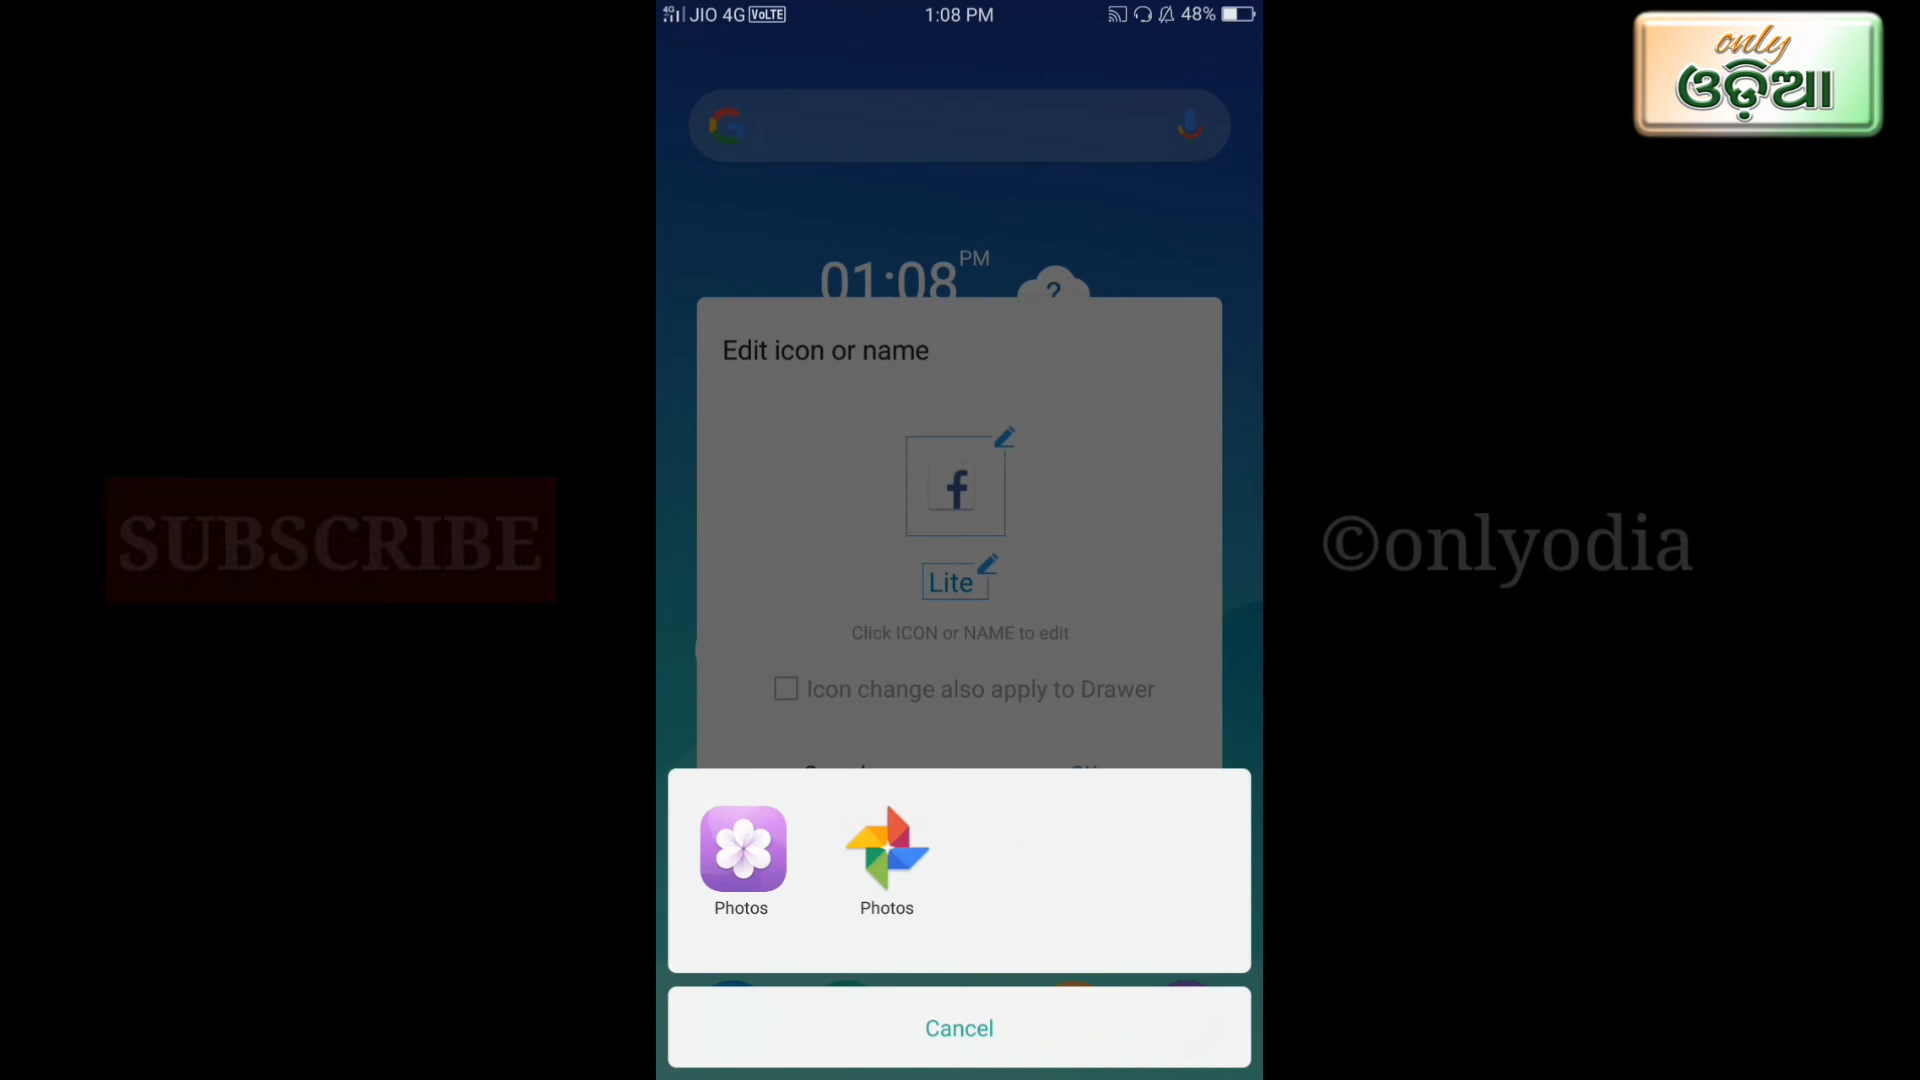 JIO 4G VoLTE 1:08 PM 48%
only
ଓଡ଼ିଆ
01:08 PM
?
Edit icon or name
f
Lite
Click ICON or NAME to edit
Icon change also apply to Drawer
SUBSCRIBE
©onlyodia
Photos Photos
Cancel